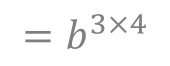 = b^{3×4}